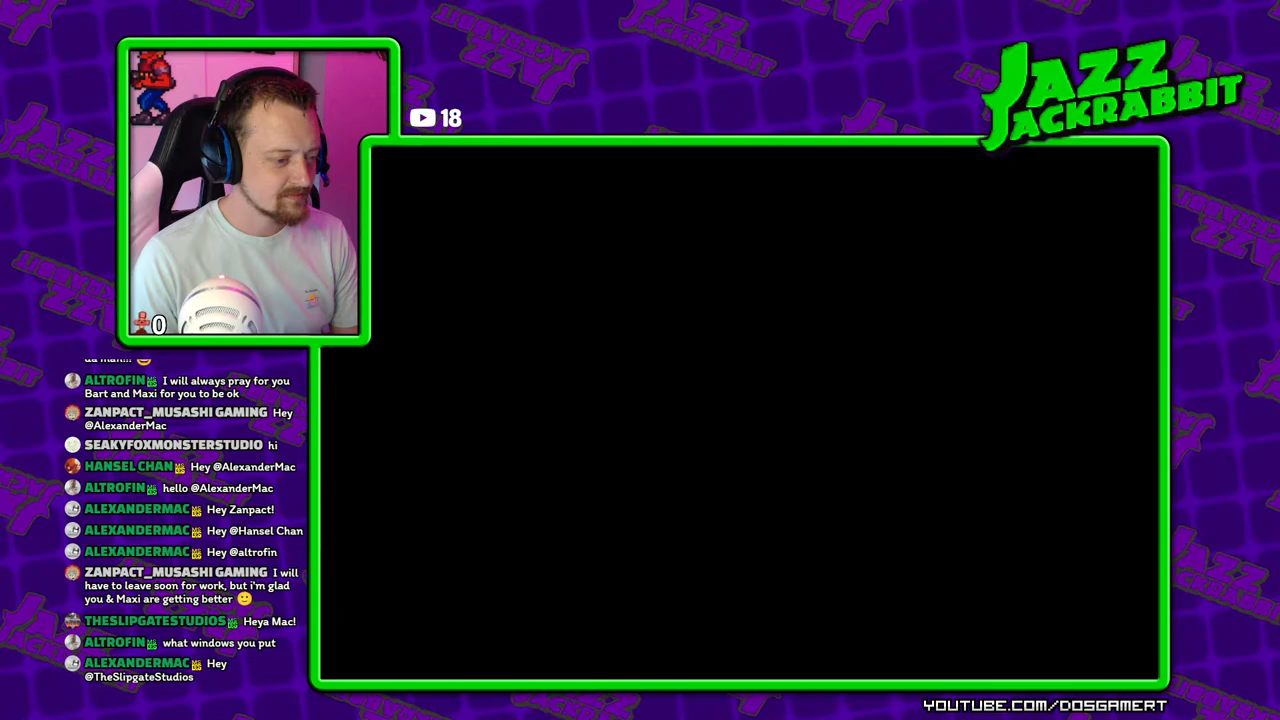 JAZZ
JACKRABBIT
18
0
da man!!!
ALTROFIN I will always pray for you
Bart and Maxi for you to be ok
ZANPACT_MUSASHI GAMING Hey
@AlexanderMac
SEAKYFOXMONSTERSTUDIO hi
HANSEL CHAN Hey @AlexanderMac
ALTROFIN hello @AlexanderMac
ALEXANDERMAC Hey Zanpact!
ALEXANDERMAC Hey @Hansel Chan
ALEXANDERMAC Hey @altrofin
ZANPACT_MUSASHI GAMING I will
have to leave soon for work, but i'm glad
you & Maxi are getting better
THESLIPGATESTUDIOS Heya Mac!
ALTROFIN what windows you put
ALEXANDERMAC Hey
@TheSlipgateStudios
YOUTUBE.COM/DOSGAMERT